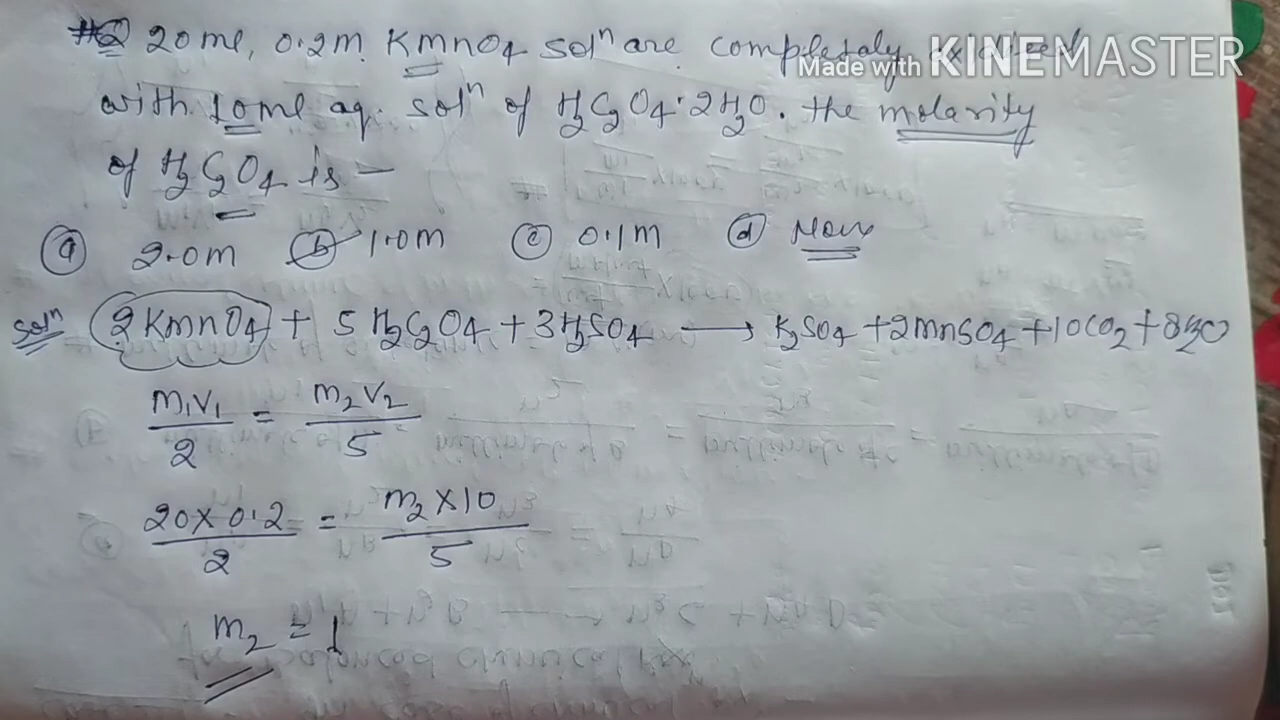 #② 20ml, 0.2m KmnO4 solⁿ are completely oxidised
Made with KINEMASTER
with 10ml aq. solⁿ of H2C2O4·2H2O. the molarity
of H2C2O4 is —
ⓐ 2.0m ⓑ 1.0m ⓒ 0.1m ⓓ None
Solⁿ 2KmnO4 + 5H2C2O4 + 3H2SO4 → K2SO4 + 2mnSO4 + 10CO2 + 8H2O
m1v1/2 = m2v2/5
20×0.2/2 = m2×10/5
m2 = 1